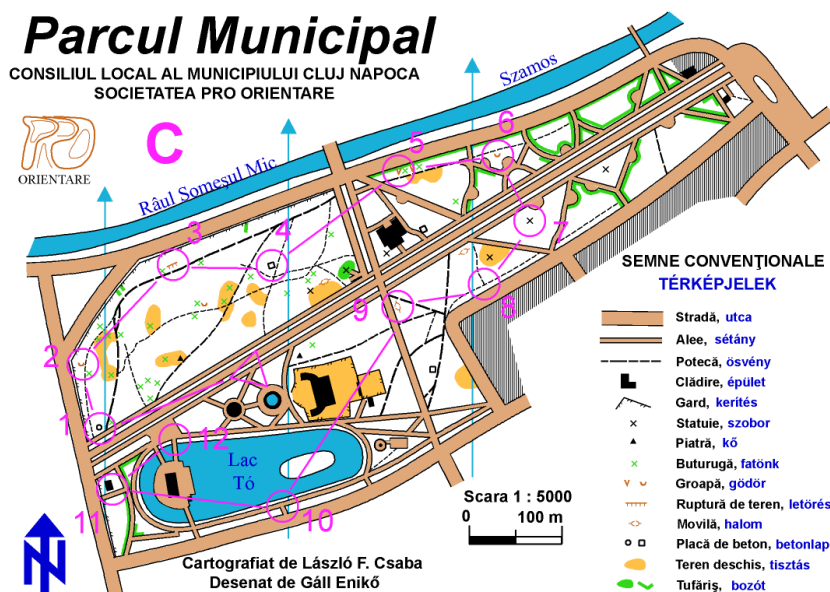 Parcul Municipal
CONSILIUL LOCAL AL MUNICIPIULUI CLUJ NAPOCA
SOCIETATEA PRO ORIENTARE
PRO
ORIENTARE
C
Râul Someşul Mic
Szamos
1
2
3
4
5
6
7
8
9
10
11
12
Lac
Tó
SEMNE CONVENŢIONALE
TÉRKÉPJELEK
Stradă, utca
Alee, sétány
Potecă, ösvény
Clădire, épület
Gard, kerítés
Statuie, szobor
Piatră, kő
Buturugă, fatönk
Groapă, gödör
Ruptură de teren, letörés
Movilă, halom
Placă de beton, betonlap
Teren deschis, tisztás
Tufăriş, bozót
Scara 1 : 5000
0 100 m
Cartografiat de László F. Csaba
Desenat de Gáll Enikő
N